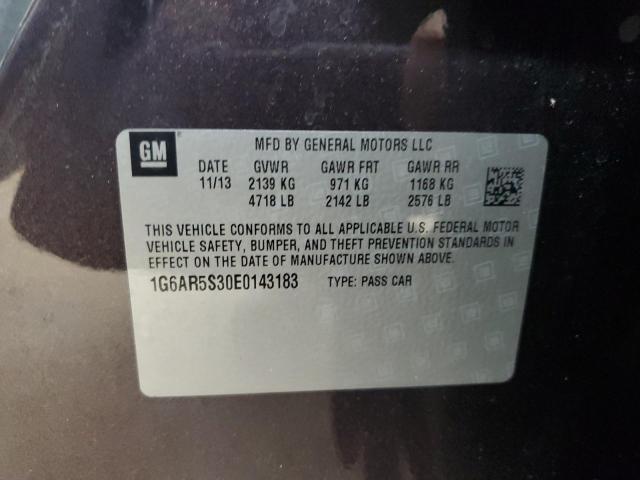 GM
MFD BY GENERAL MOTORS LLC
DATE GVWR GAWR FRT GAWR RR
11/13 2139 KG 971 KG 1168 KG
4718 LB 2142 LB 2576 LB
THIS VEHICLE CONFORMS TO ALL APPLICABLE U.S. FEDERAL MOTOR
VEHICLE SAFETY, BUMPER, AND THEFT PREVENTION STANDARDS IN
EFFECT ON THE DATE OF MANUFACTURE SHOWN ABOVE.
1G6AR5S30E0143183 TYPE: PASS CAR